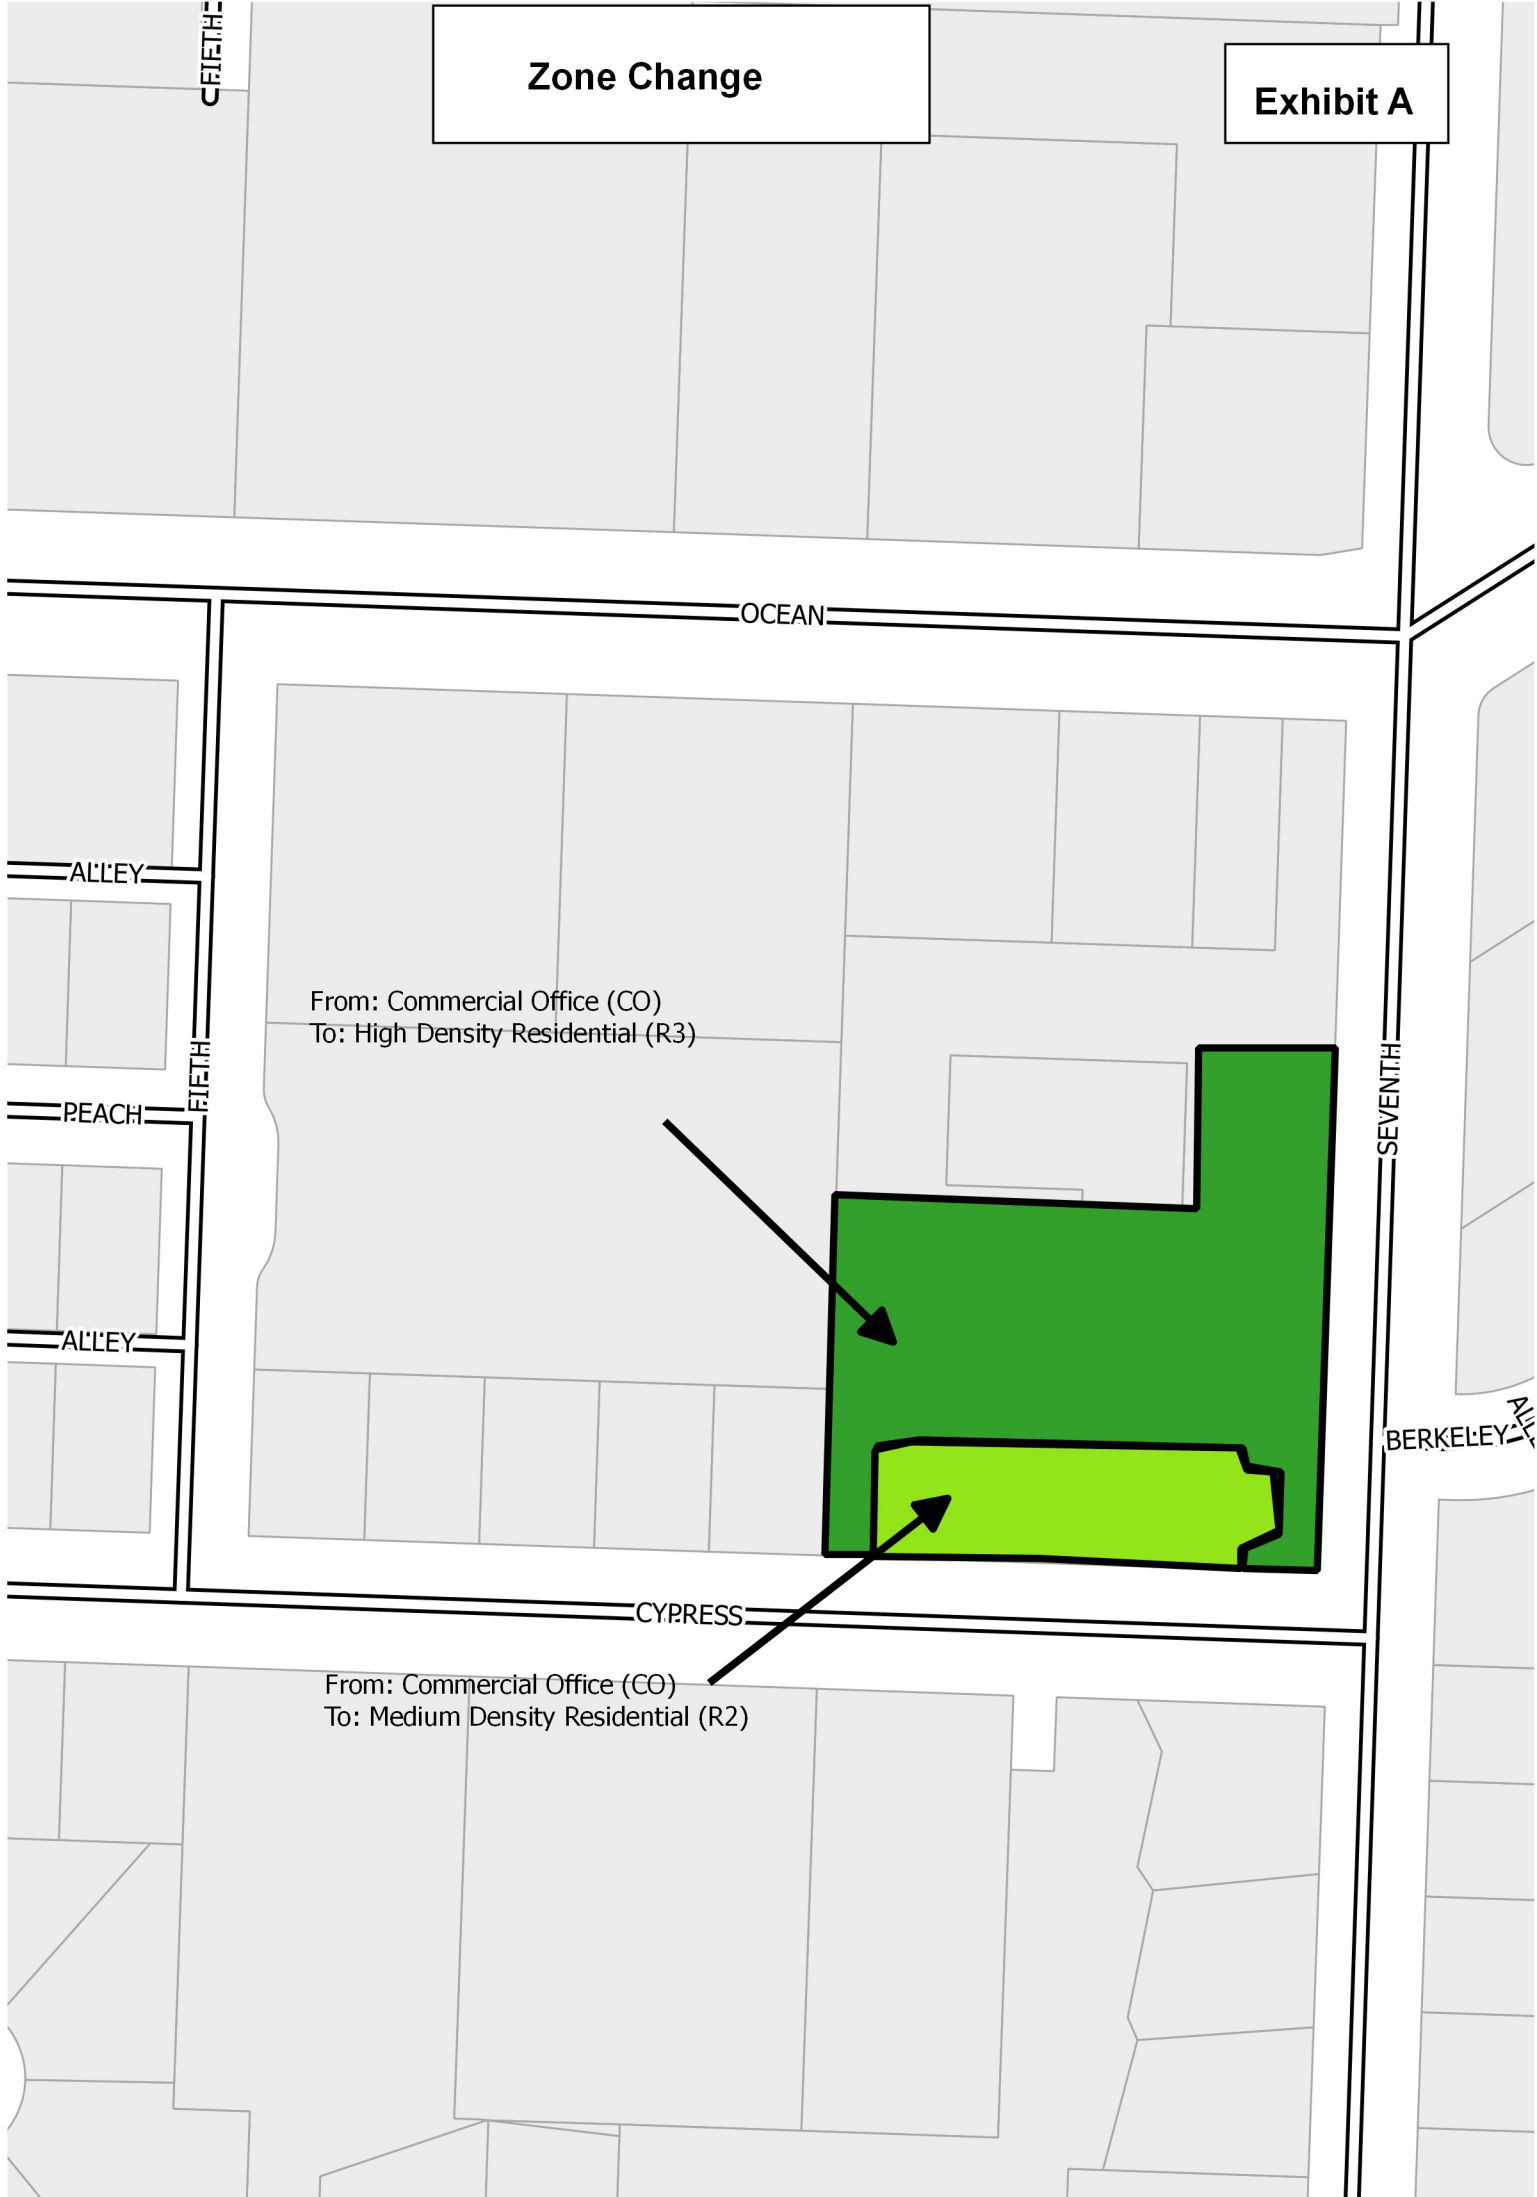 FIFTH
Zone Change
Exhibit A
OCEAN
ALLEY
From: Commercial Office (CO)
To: High Density Residential (R3)
FIFTH
SEVENTH
PEACH
ALLEY
BERKELEY
CYPRESS
From: Commercial Office (CO)
To: Medium Density Residential (R2)